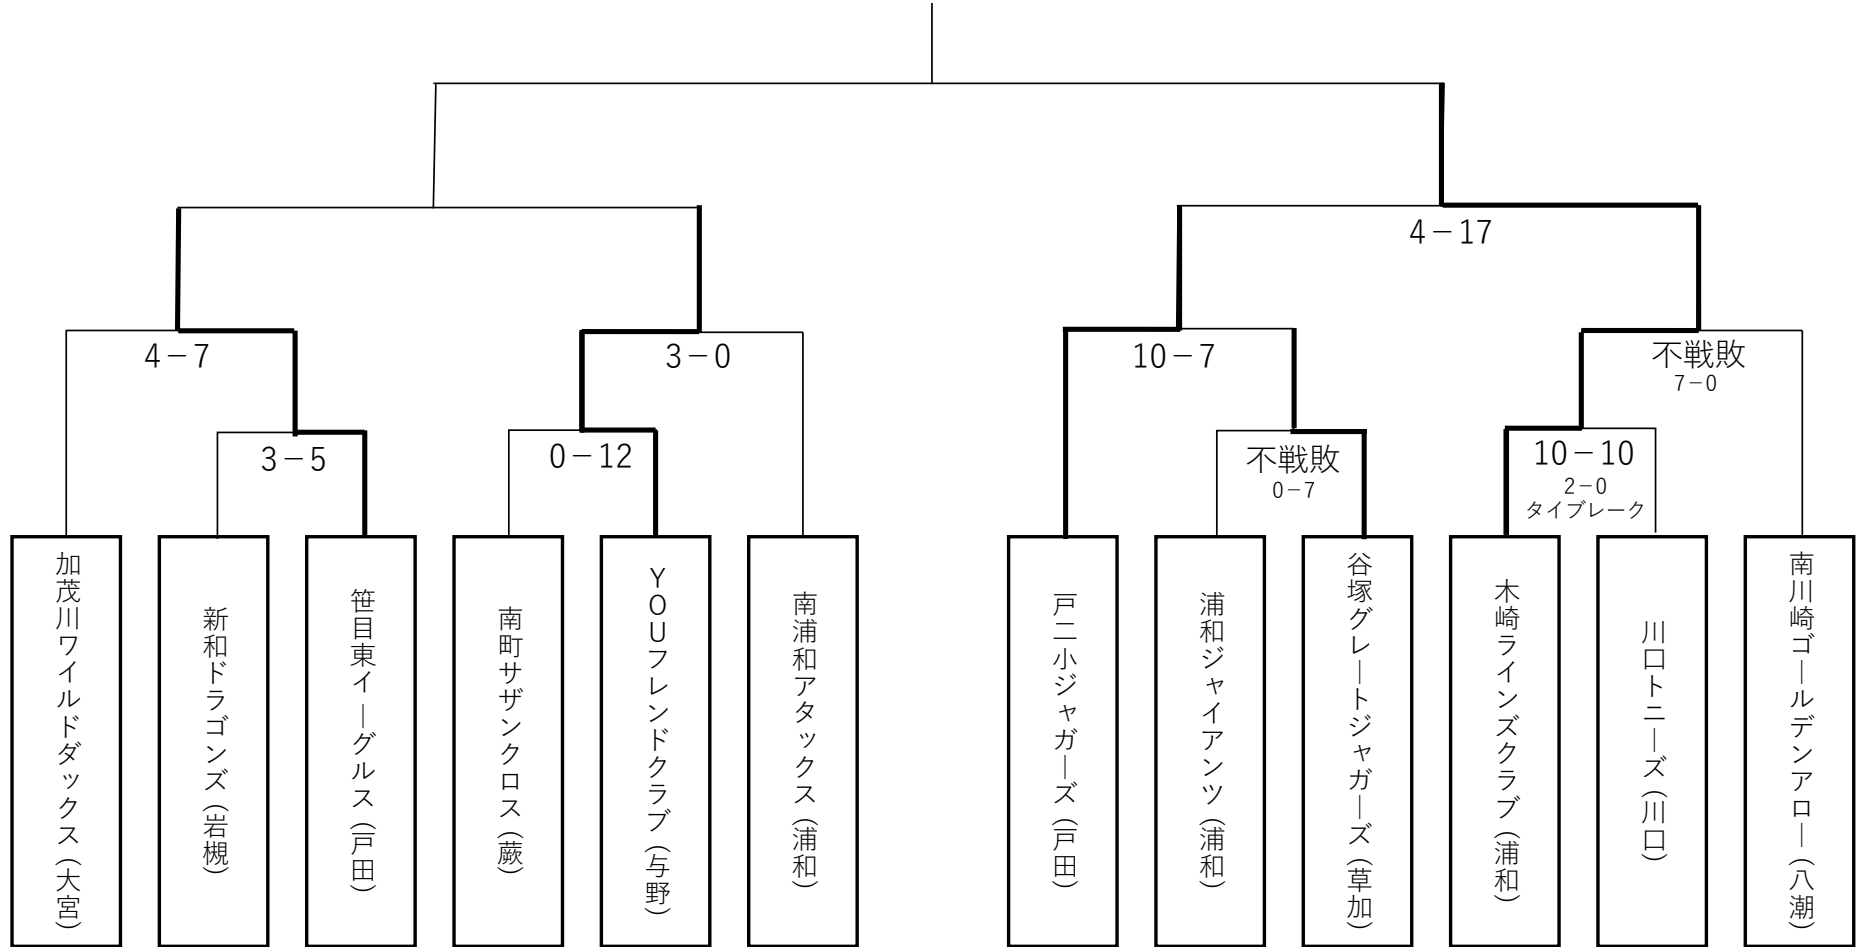 4－17
4－7
3－0
10－7
不戦敗
7－0
3－5
0－12
不戦敗
0－7
10－10
2－0
タイブレーク
加茂川ワイルドダックス（大宮）
新和ドラゴンズ（岩槻）
笹目東イーグルス（戸田）
南町サザンクロス（蕨）
ＹＯＵフレンドクラブ（与野）
南浦和アタックス（浦和）
戸二小ジャガーズ（戸田）
浦和ジャイアンツ（浦和）
谷塚グレートジャガーズ（草加）
木崎ラインズクラブ（浦和）
川口トニーズ（川口）
南川崎ゴールデンアロー（八潮）